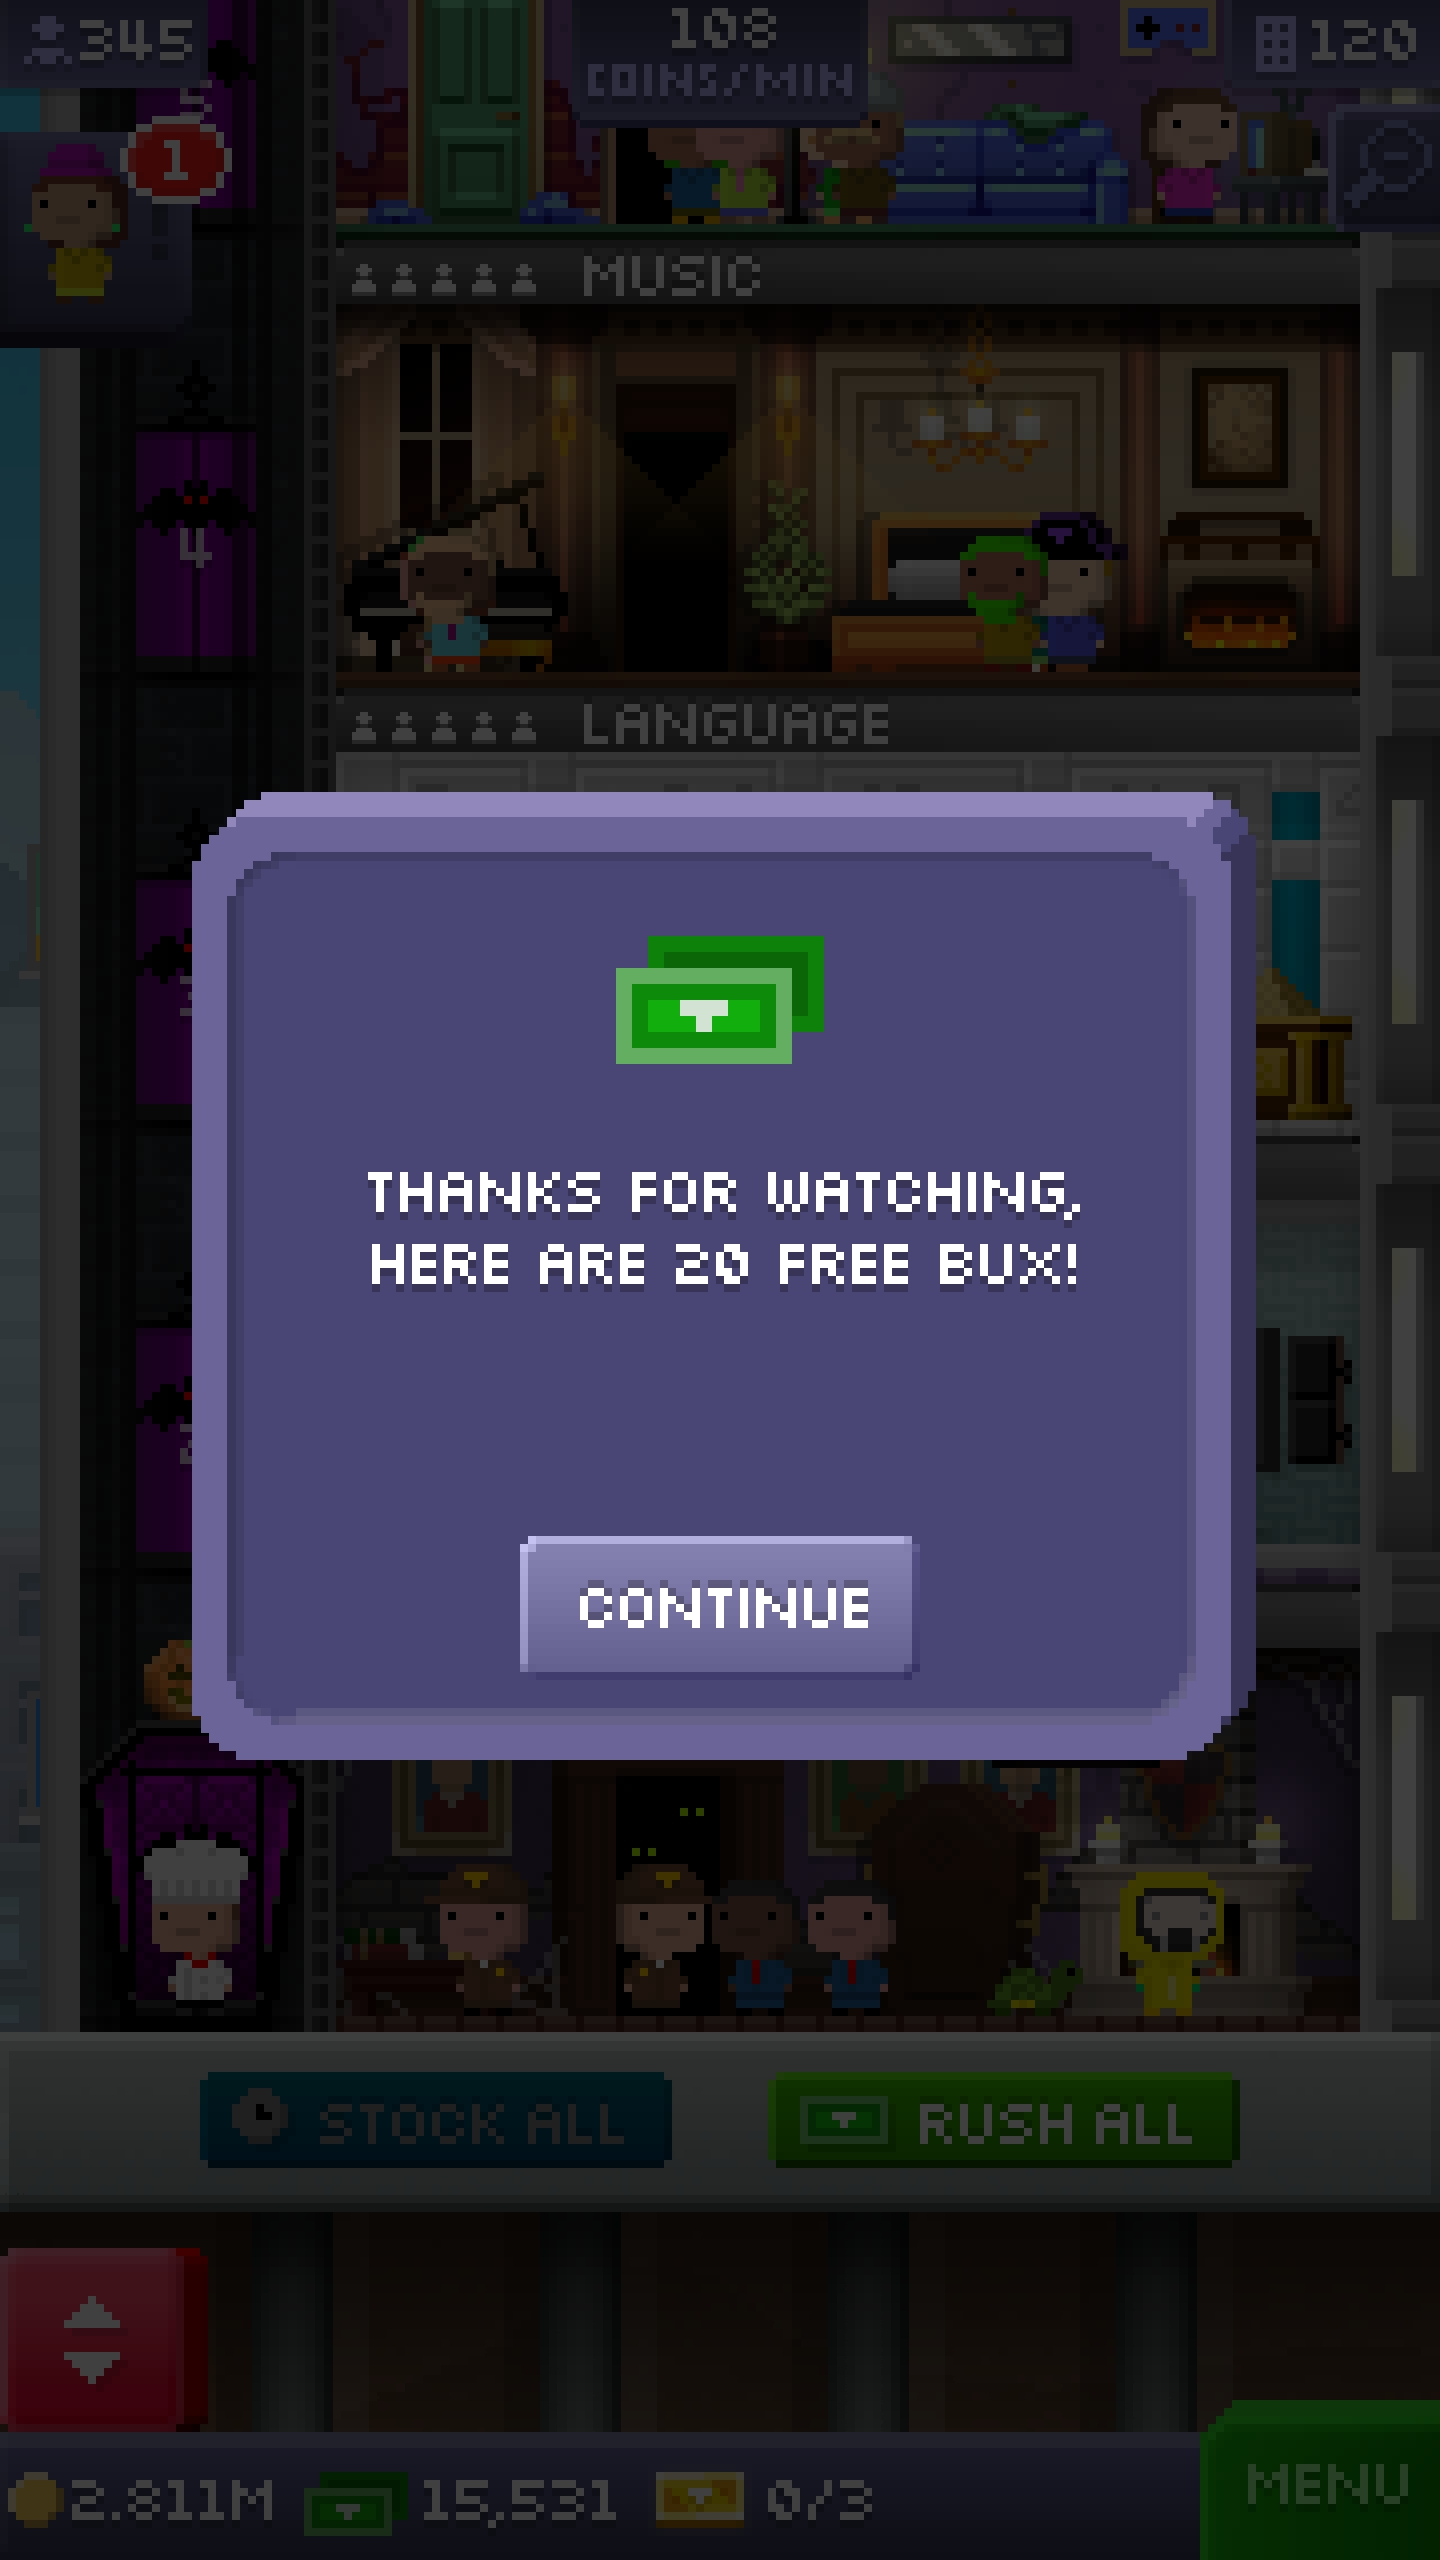 345
108
COINS/MIN
120
1
5
MUSIC
4
LANGUAGE
THANKS FOR WATCHING,
HERE ARE 20 FREE BUX!
CONTINUE
STOCK ALL
RUSH ALL
2.811M
15,531
0/3
MENU